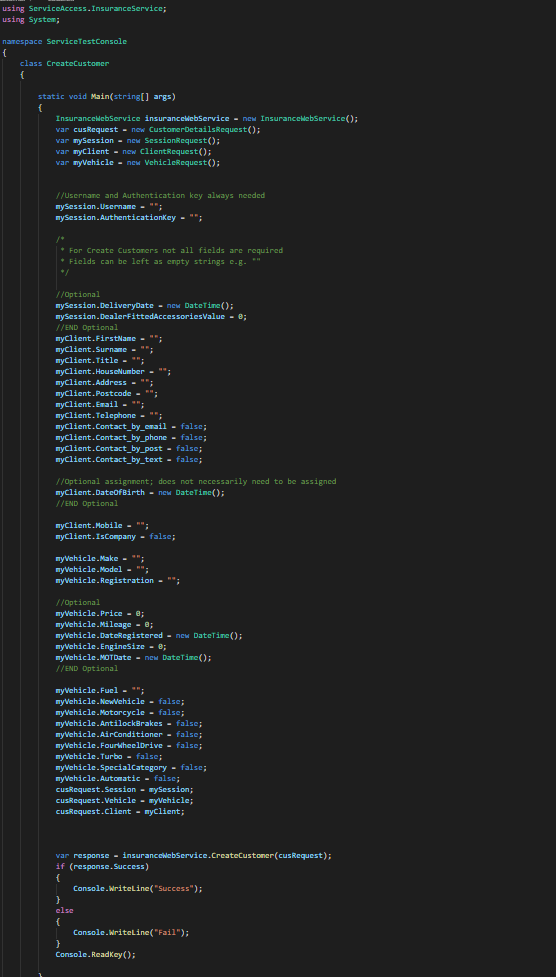 using ServiceAccess.InsuranceService;
using System;
namespace ServiceTestConsole
{
class CreateCustomer
{
static void Main(string[] args)
{
InsuranceWebService insuranceWebService = new InsuranceWebService();
var cusRequest = new CustomerDetailsRequest();
var mySession = new SessionRequest();
var myClient = new ClientRequest();
var myVehicle = new VehicleRequest();
//Username and Authentication key always needed
mySession.Username = "";
mySession.AuthenticationKey = "";
/*
* For Create Customers not all fields are required
* Fields can be left as empty strings e.g. ""
*/
//Optional
mySession.DeliveryDate = new DateTime();
mySession.DealerFittedAccessoriesValue = 0;
//END Optional
myClient.FirstName = "";
myClient.Surname = "";
myClient.Title = "";
myClient.HouseNumber = "";
myClient.Address = "";
myClient.Postcode = "";
myClient.Email = "";
myClient.Telephone = "";
myClient.Contact_by_email = false;
myClient.Contact_by_phone = false;
myClient.Contact_by_post = false;
myClient.Contact_by_text = false;
//Optional assignment; does not necessarily need to be assigned
myClient.DateOfBirth = new DateTime();
//END Optional
myClient.Mobile = "";
myClient.IsCompany = false;
myVehicle.Make = "";
myVehicle.Model = "";
myVehicle.Registration = "";
//Optional
myVehicle.Price = 0;
myVehicle.Mileage = 0;
myVehicle.DateRegistered = new DateTime();
myVehicle.EngineSize = 0;
myVehicle.MOTDate = new DateTime();
//END Optional
myVehicle.Fuel = "";
myVehicle.NewVehicle = false;
myVehicle.Motorcycle = false;
myVehicle.AntilockBrakes = false;
myVehicle.AirConditioner = false;
myVehicle.FourWheelDrive = false;
myVehicle.Turbo = false;
myVehicle.SpecialCategory = false;
myVehicle.Automatic = false;
cusRequest.Session = mySession;
cusRequest.Vehicle = myVehicle;
cusRequest.Client = myClient;
var response = insuranceWebService.CreateCustomer(cusRequest);
if (response.Success)
{
Console.WriteLine("Success");
}
else
{
Console.WriteLine("Fail");
}
Console.ReadKey();
}